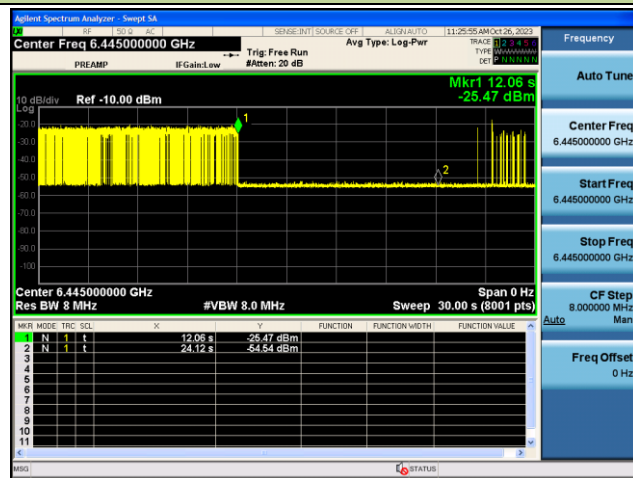 Agilent Spectrum Analyzer - Swept SA
RF 50 Ω AC SENSE:INT SOURCE OFF ALIGNAUTO 11:25:55 AM Oct 26, 2023
Center Freq 6.445000000 GHz Avg Type: Log-Pwr TRACE 1 2 3 4 5 6
Trig: Free Run TYPE
PREAMP IFGain:Low #Atten: 20 dB DET P N N N N N
Mkr1 12.06 s
10 dB/div Ref -10.00 dBm -25.47 dBm
Log
1
-20.0
-30.0
-40.0
2
-50.0
-60.0
-70.0
-80.0
-90.0
-100
Center 6.445000000 GHz Span 0 Hz
Res BW 8 MHz #VBW 8.0 MHz Sweep 30.00 s (8001 pts)
MKR MODE TRC SCL X Y FUNCTION FUNCTION WIDTH FUNCTION VALUE
1 N 1 t 12.06 s -25.47 dBm
2 N 1 t 24.12 s -54.54 dBm
3
4
5
6
7
8
9
10
11
MSG STATUS
Frequency
Auto Tune
Center Freq
6.445000000 GHz
Start Freq
6.445000000 GHz
Stop Freq
6.445000000 GHz
CF Step
8.000000 MHz
Auto Man
Freq Offset
0 Hz